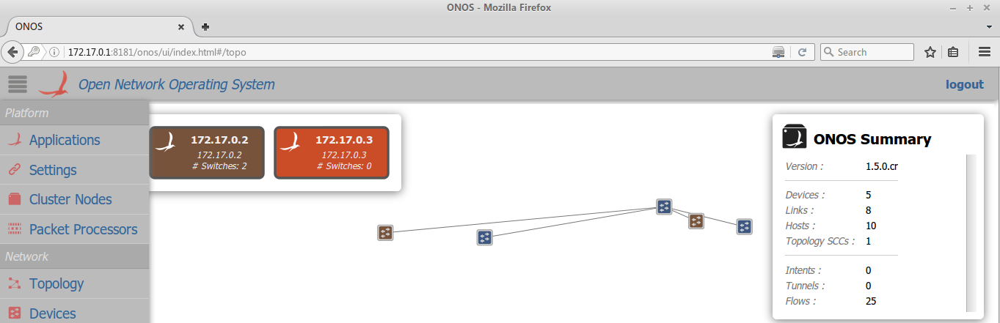 ONOS - Mozilla Firefox
ONOS
172.17.0.1:8181/onos/ui/index.html#/topo
Search
Open Network Operating System
logout
Platform
Applications
Settings
Cluster Nodes
Packet Processors
Network
Topology
Devices
172.17.0.2
172.17.0.2
# Switches: 2
172.17.0.3
172.17.0.3
# Switches: 0
ONOS Summary
Version : 1.5.0.cr
Devices : 5
Links : 8
Hosts : 10
Topology SCCs : 1
Intents : 0
Tunnels : 0
Flows : 25